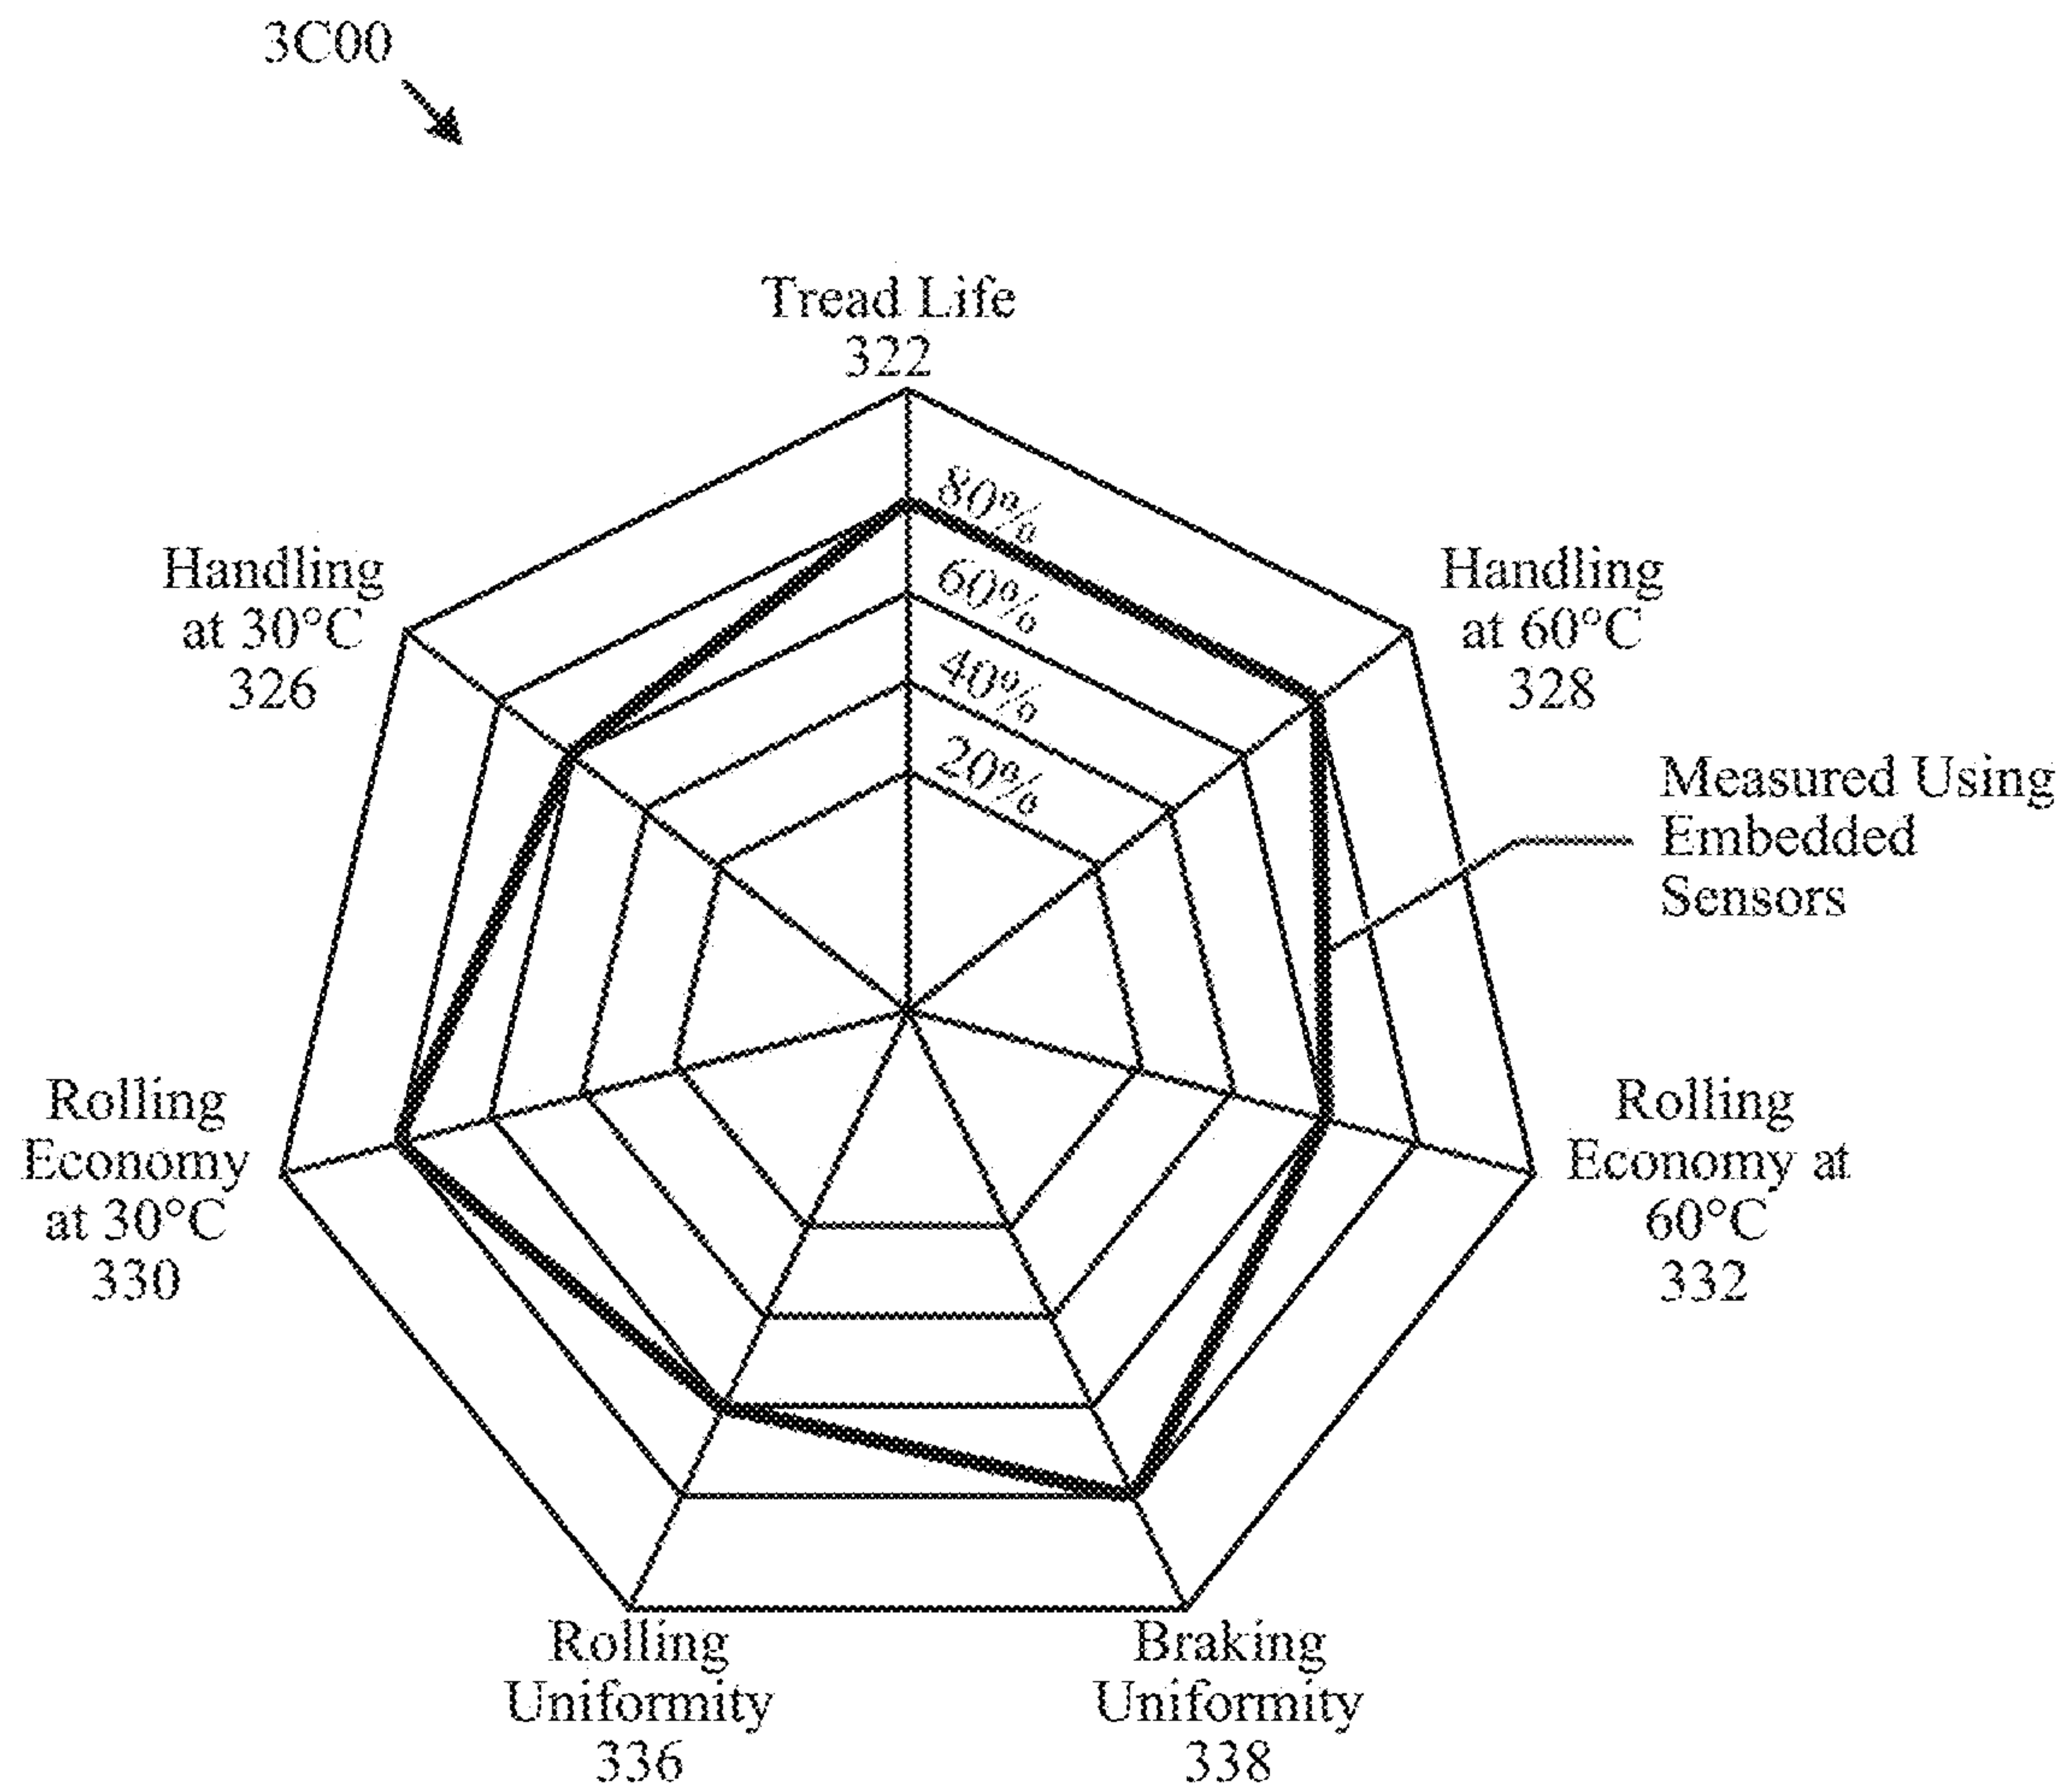 3C00
Tread Life
322
80%
60%
40%
20%
Handling
at 30°C
326
Handling
at 60°C
328
Measured Using
Embedded
Sensors
Rolling
Economy
at 30°C
330
Rolling
Economy at
60°C
332
Rolling
Uniformity
336
Braking
Uniformity
338